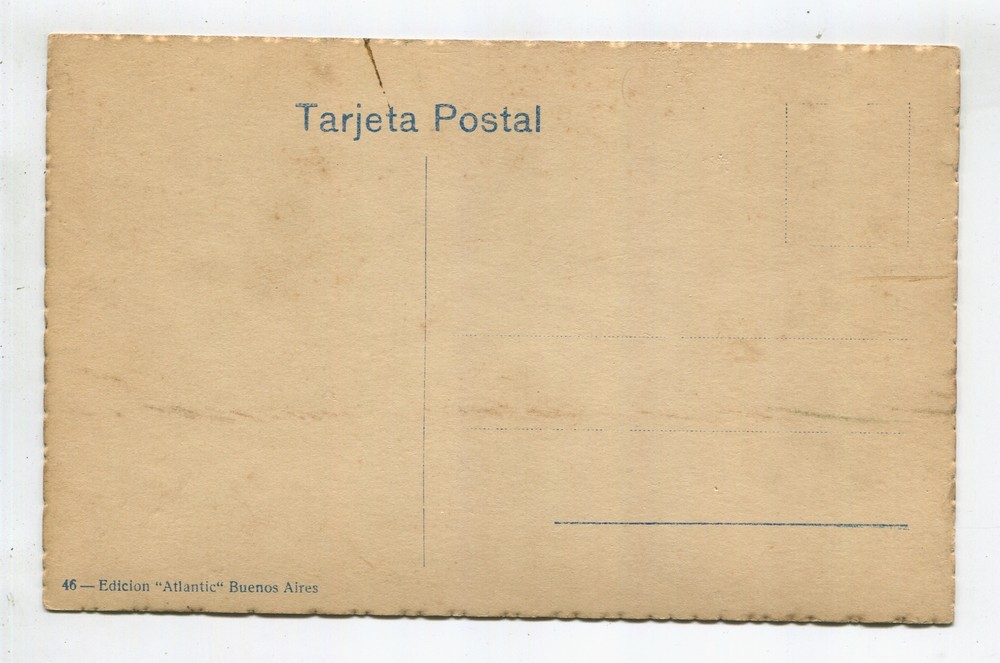 Tarjeta Postal
46 — Edicion “Atlantic“ Buenos Aires